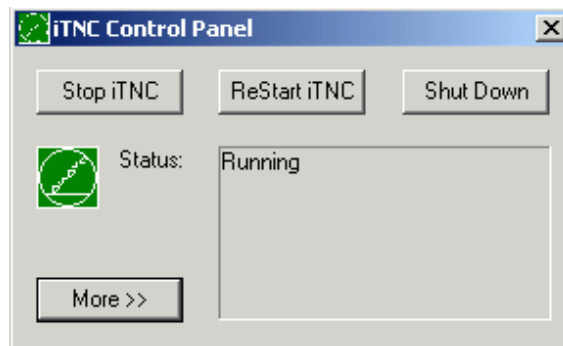 iTNC Control Panel
Stop iTNC
ReStart iTNC
Shut Down
Status:
Running
More >>